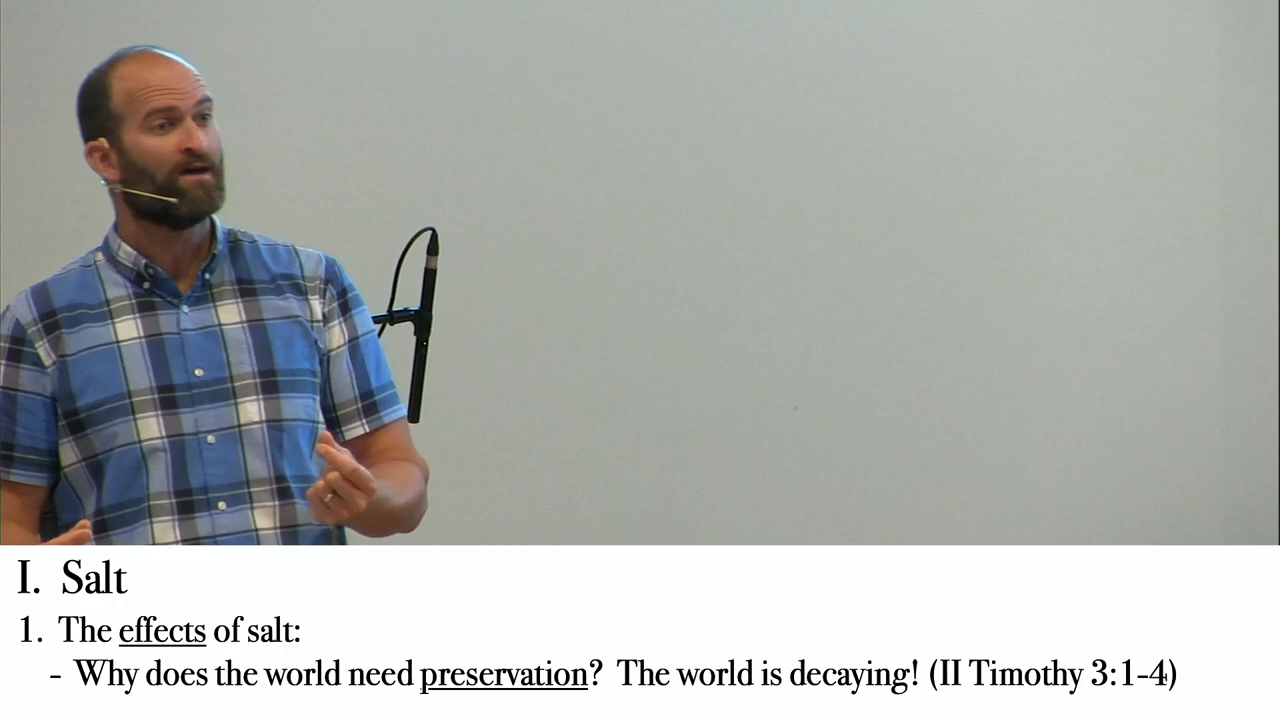 I. Salt
1. The effects of salt:
- Why does the world need preservation? The world is decaying! (II Timothy 3:1-4)